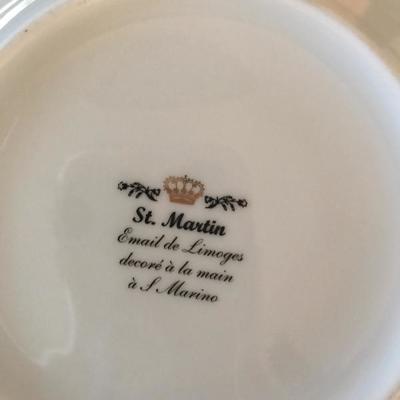 St. Martin
Email de Limoges
decoré à la main
à S Marino